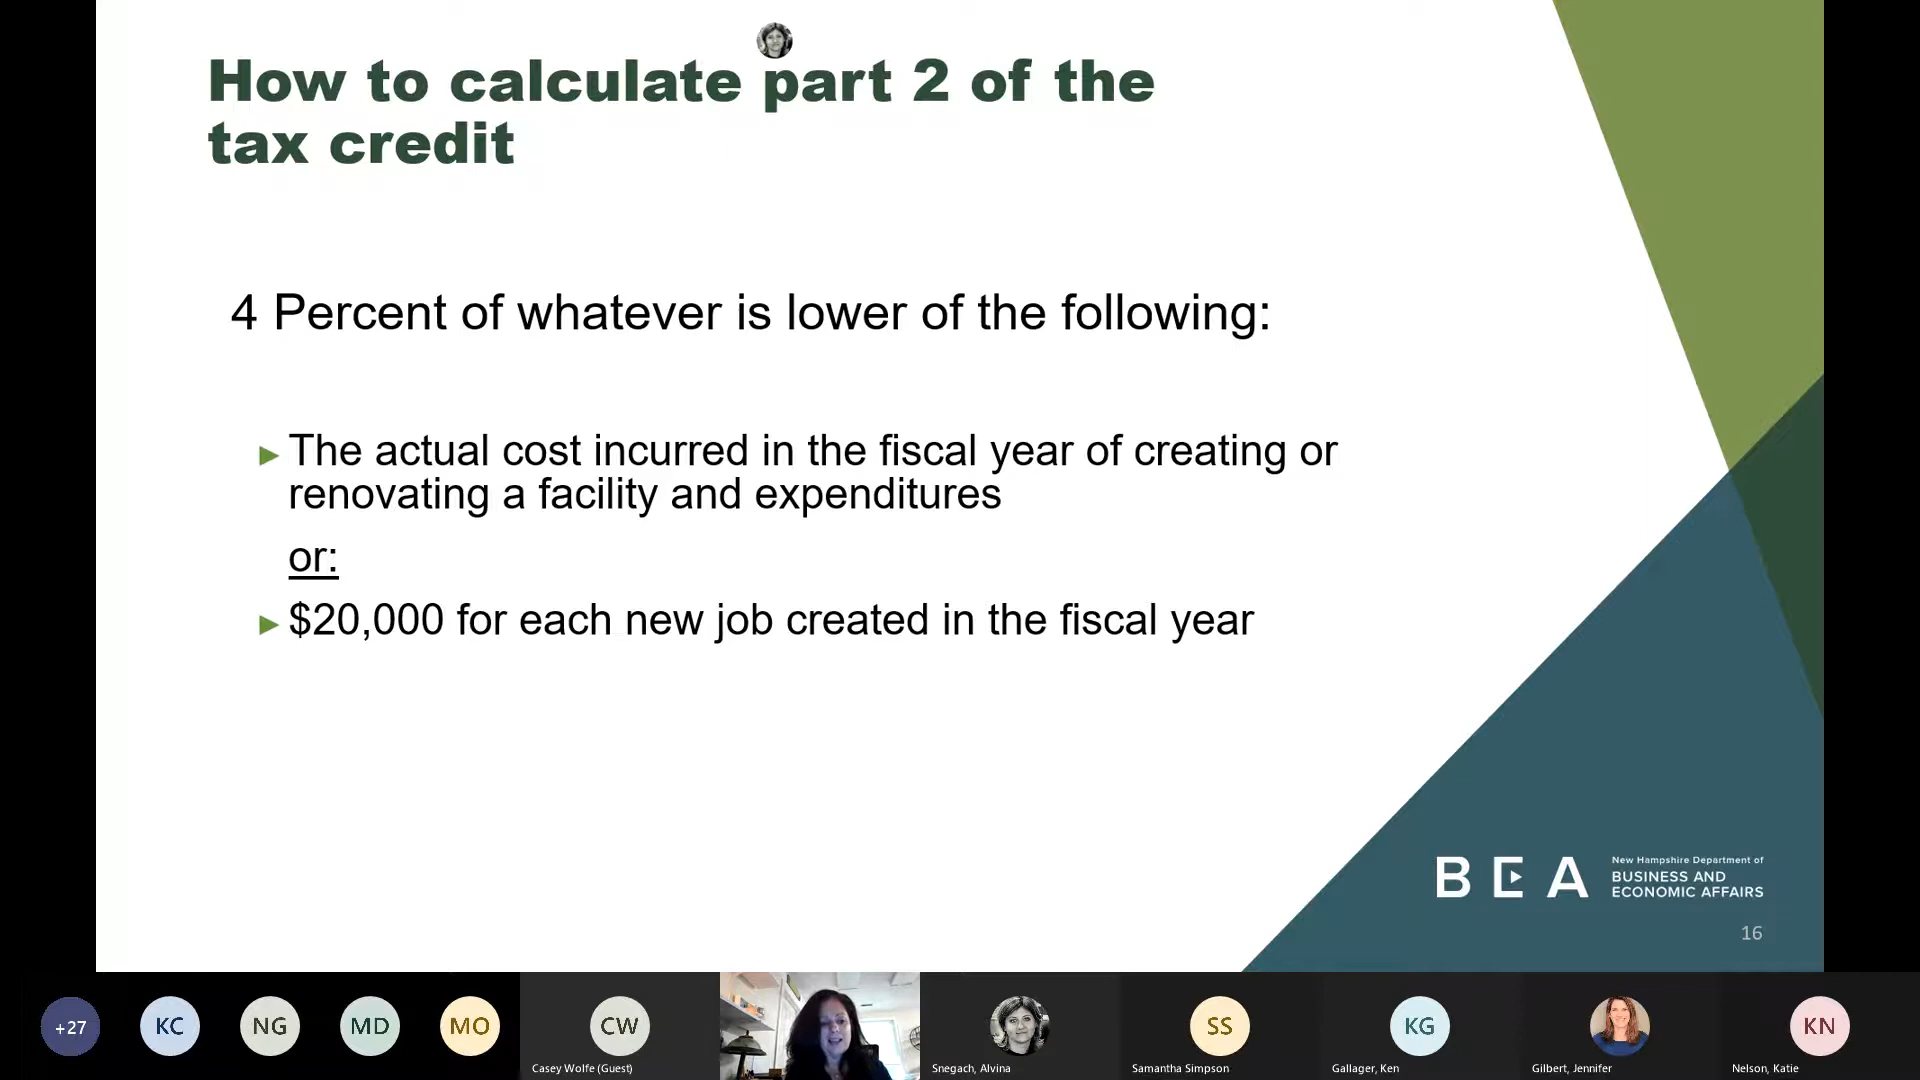 How to calculate part 2 of the
tax credit
4 Percent of whatever is lower of the following:
The actual cost incurred in the fiscal year of creating or
renovating a facility and expenditures
or:
$20,000 for each new job created in the fiscal year
BEA
New Hampshire Department of
BUSINESS AND
ECONOMIC AFFAIRS
16
+27
KC
NG
MD
MO
CW
SS
KG
KN
Casey Wolfe (Guest)
Snegach, Alvina
Samantha Simpson
Gallager, Ken
Gilbert, Jennifer
Nelson, Katie